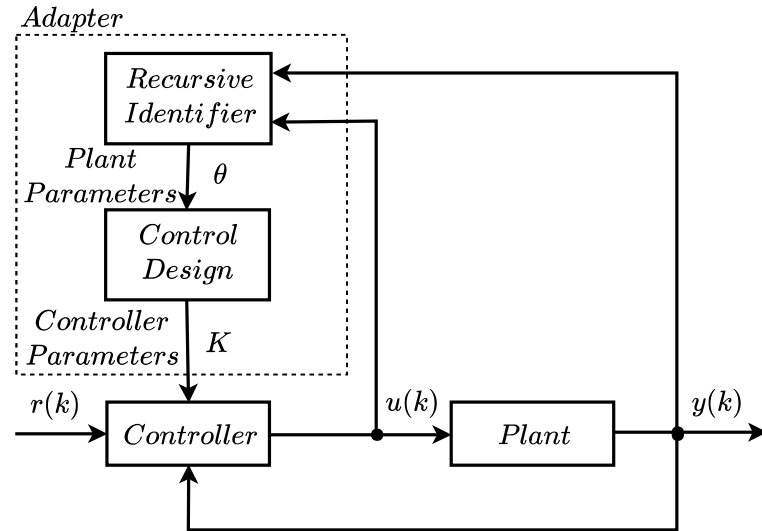 Adapter
Recursive
Identifier
Plant
Parameters
θ
Control
Design
Controller
Parameters
K
r(k)
Controller
u(k)
Plant
y(k)